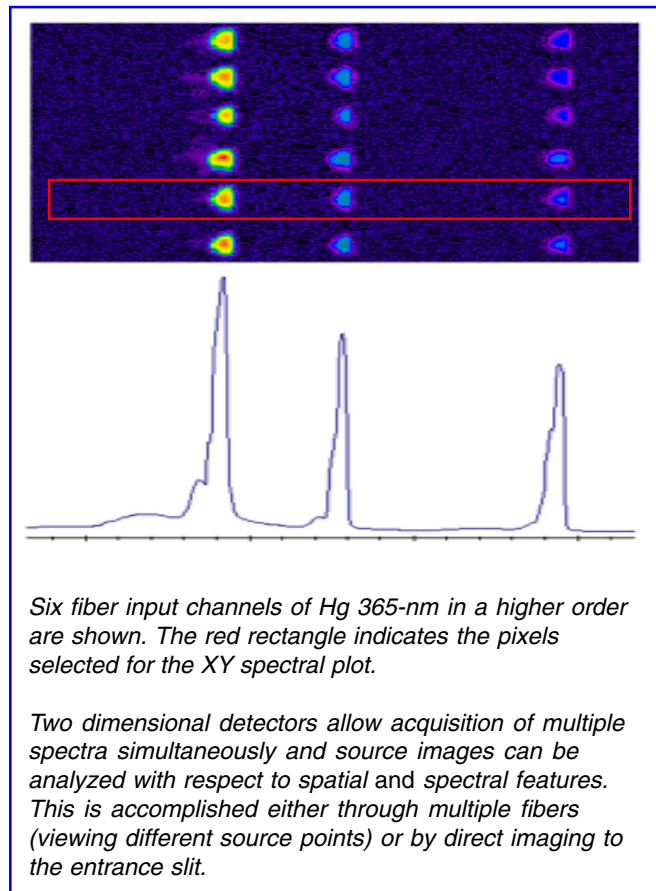 Six fiber input channels of Hg 365-nm in a higher order
are shown. The red rectangle indicates the pixels
selected for the XY spectral plot.
Two dimensional detectors allow acquisition of multiple
spectra simultaneously and source images can be
analyzed with respect to spatial and spectral features.
This is accomplished either through multiple fibers
(viewing different source points) or by direct imaging to
the entrance slit.